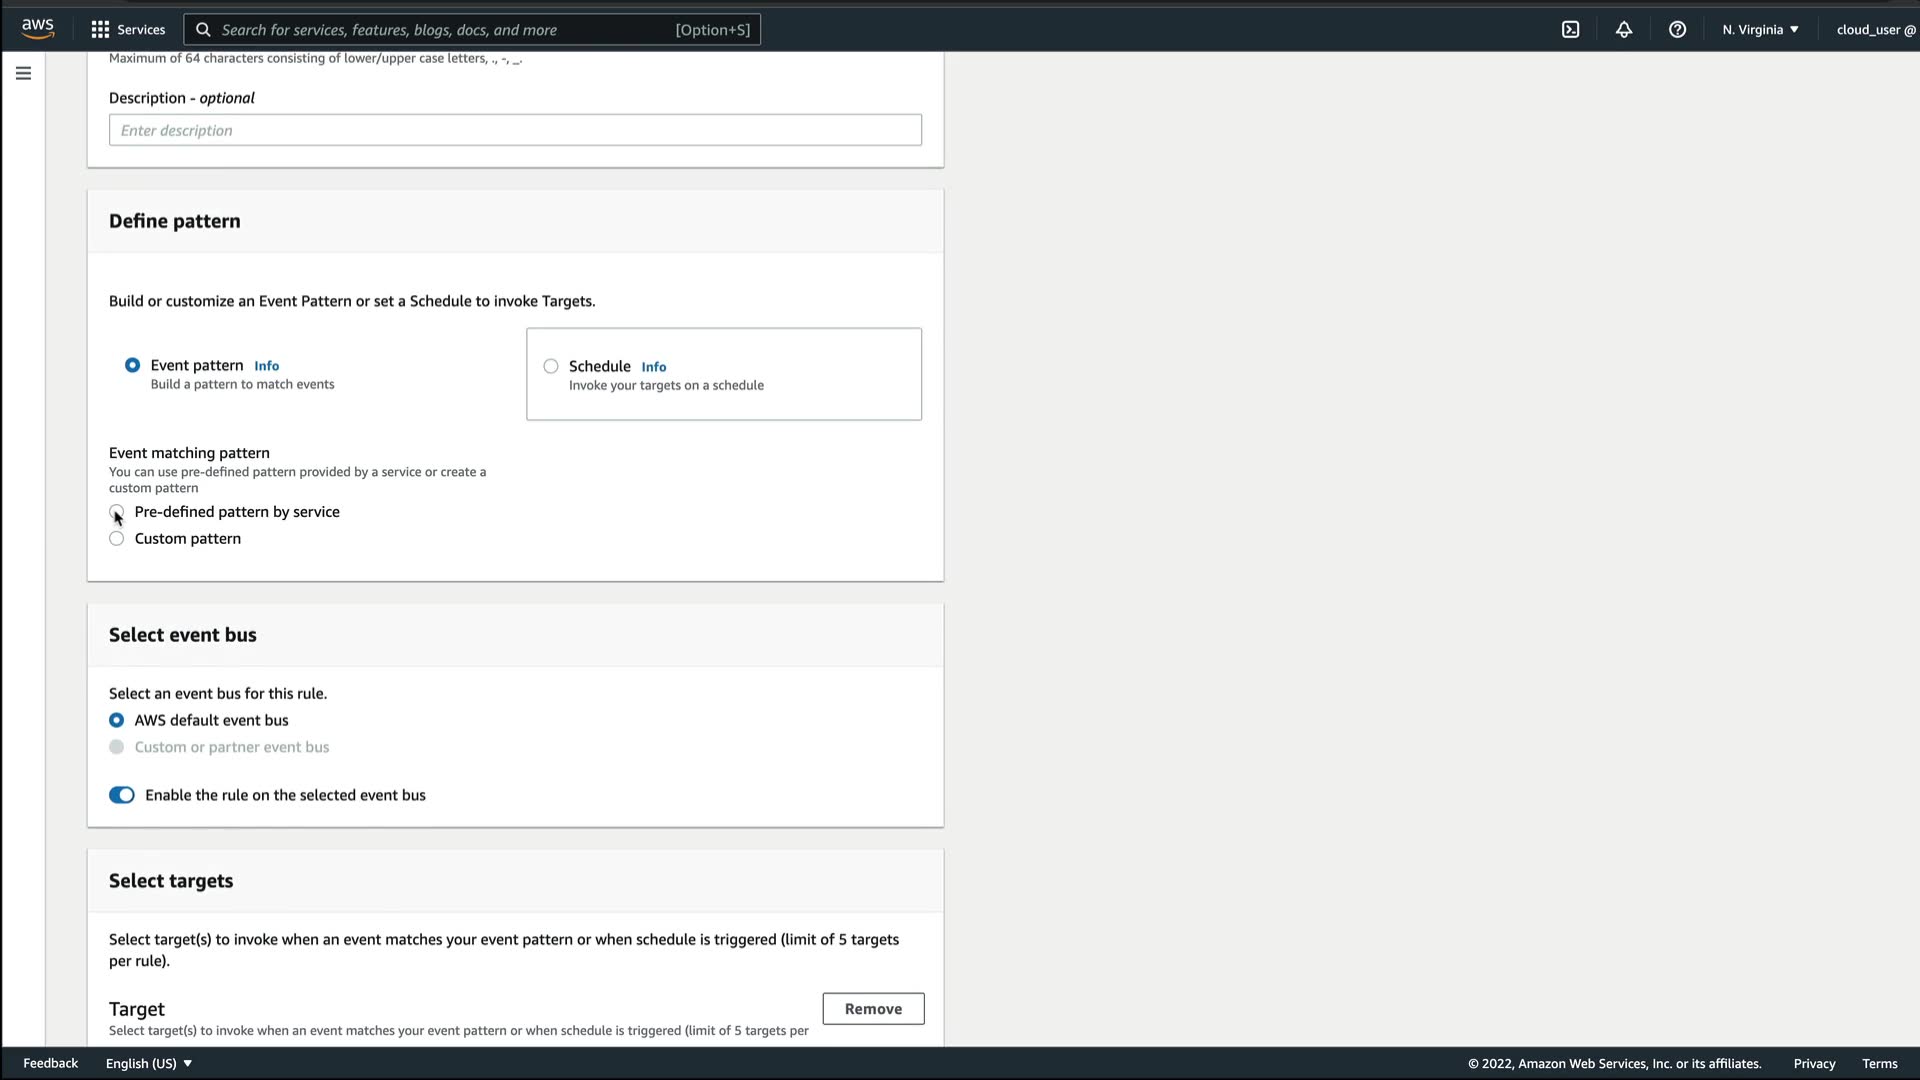 aws
Services
Search for services, features, blogs, docs, and more
[Option+S]
N. Virginia
cloud_user @
Maximum of 64 characters consisting of lower/upper case letters, ., -, _.
Description - optional
Enter description
Define pattern
Build or customize an Event Pattern or set a Schedule to invoke Targets.
Event pattern Info
Build a pattern to match events
Schedule Info
Invoke your targets on a schedule
Event matching pattern
You can use pre-defined pattern provided by a service or create a
custom pattern
Pre-defined pattern by service
Custom pattern
Select event bus
Select an event bus for this rule.
AWS default event bus
Custom or partner event bus
Enable the rule on the selected event bus
Select targets
Select target(s) to invoke when an event matches your event pattern or when schedule is triggered (limit of 5 targets
per rule).
Target
Remove
Select target(s) to invoke when an event matches your event pattern or when schedule is triggered (limit of 5 targets per
Feedback
English (US)
© 2022, Amazon Web Services, Inc. or its affiliates.
Privacy
Terms